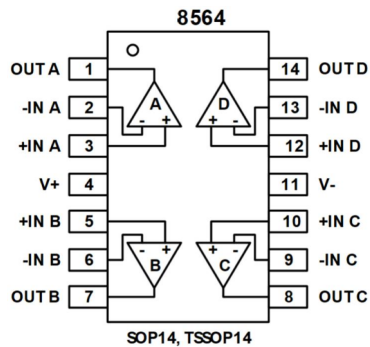 8564
OUT A 1 14 OUT D
-IN A 2 A D 13 -IN D
+IN A 3 - + + - 12 +IN D
V+ 4 11 V-
+IN B 5 10 +IN C
-IN B 6 - + + - 9 -IN C
OUT B 7 B C 8 OUT C
SOP14, TSSOP14